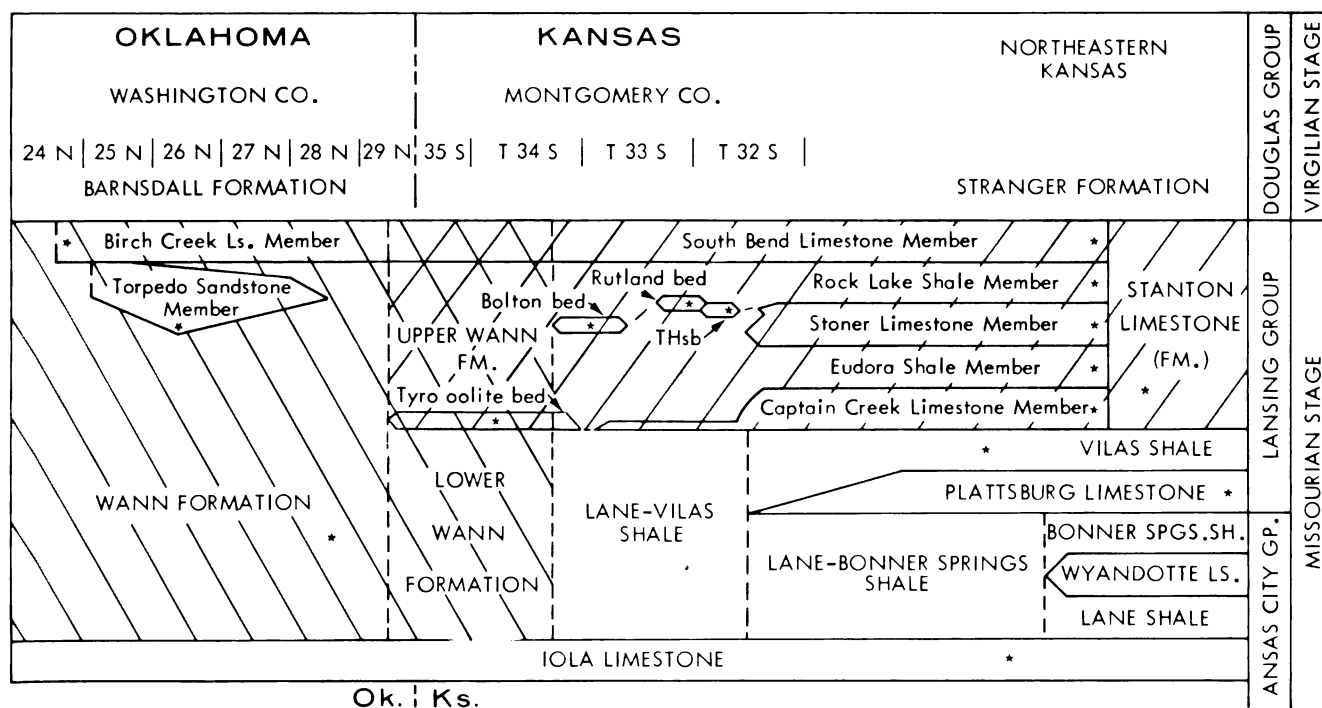 OKLAHOMA
KANSAS
NORTHEASTERN
KANSAS
WASHINGTON CO.
MONTGOMERY CO.
24 N | 25 N | 26 N | 27 N | 28 N | 29 N | 35 S | T 34 S | T 33 S | T 32 S |
BARNSDALL FORMATION
STRANGER FORMATION
DOUGLAS GROUP
VIRGILIAN STAGE
* Birch Creek Ls. Member
South Bend Limestone Member *
Torpedo Sandstone
Member
*
Rutland bed
*
Bolton bed
*
THsb
*
Rock Lake Shale Member *
Stoner Limestone Member *
Eudora Shale Member *
Captain Creek Limestone Member *
STANTON
LIMESTONE
(FM.)
*
UPPER WANN
FM.
Tyro oolite bed
*
LANSING GROUP
MISSOURIAN STAGE
* VILAS SHALE
PLATTSBURG LIMESTONE *
WANN FORMATION
*
LOWER
WANN
FORMATION
LANE-VILAS
SHALE
LANE-BONNER SPRINGS
SHALE
BONNER SPGS.SH.
WYANDOTTE LS.
LANE SHALE
ANSAS CITY GP.
IOLA LIMESTONE *
Ok. Ks.